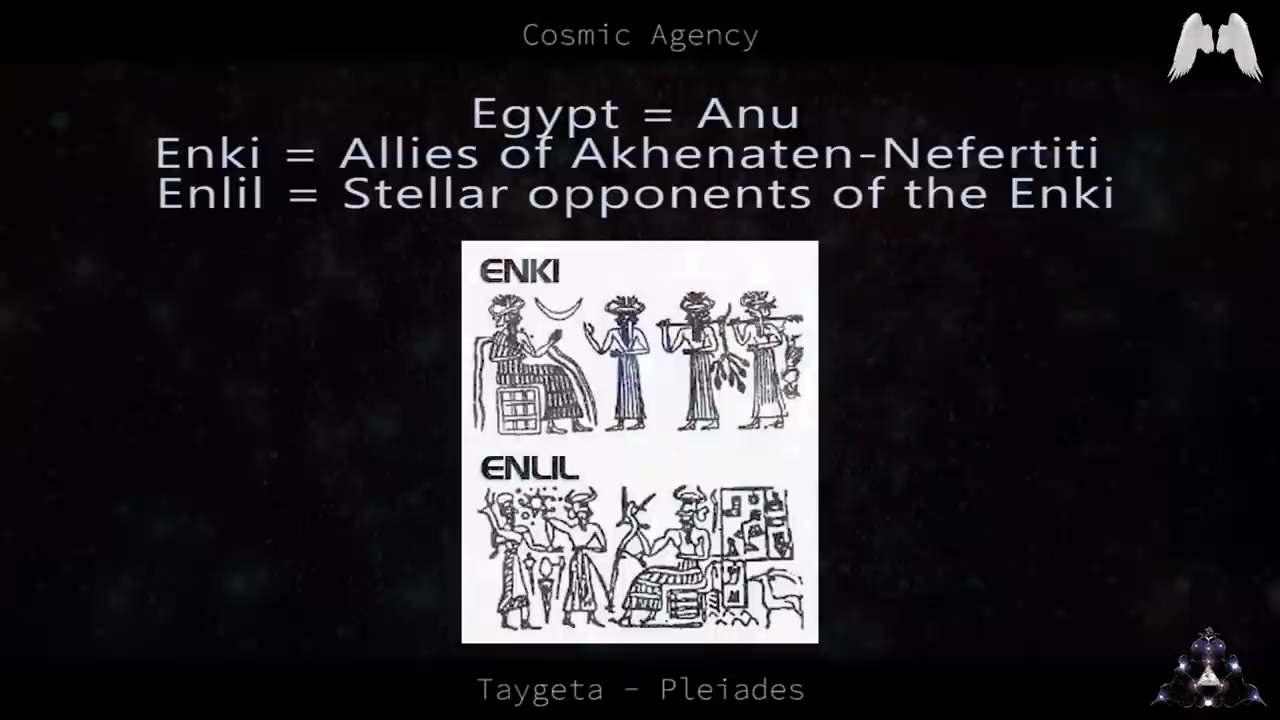 Cosmic Agency
Egypt = Anu
Enki = Allies of Akhenaten-Nefertiti
Enlil = Stellar opponents of the Enki
ENKI
ENLIL
Taygeta - Pleiades